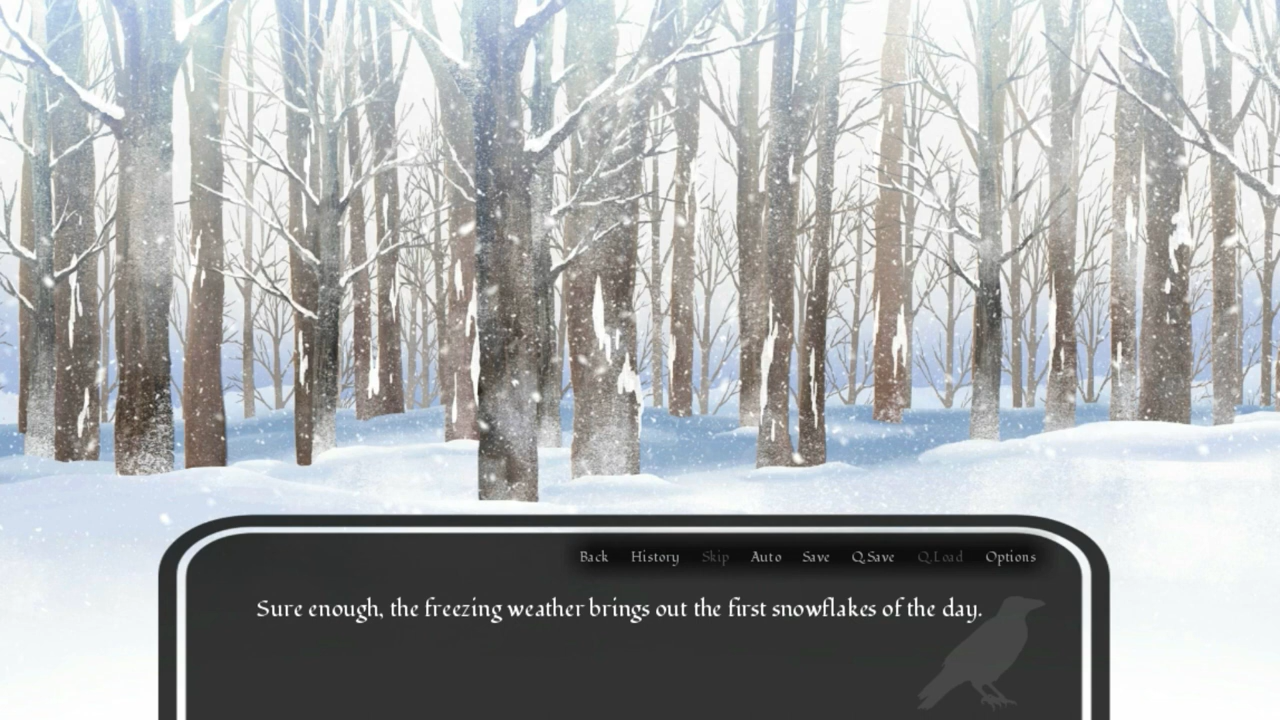 Back History Skip Auto Save Q.Save Q.Load Options
Sure enough, the freezing weather brings out the first snowflakes of the day.